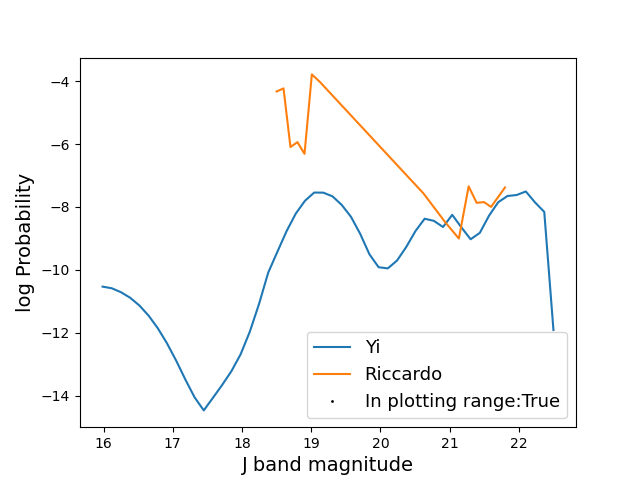 −4
−6
−8
−10
−12
−14
log Probability
16 17 18 19 20 21 22
J band magnitude
Yi
Riccardo
In plotting range:True